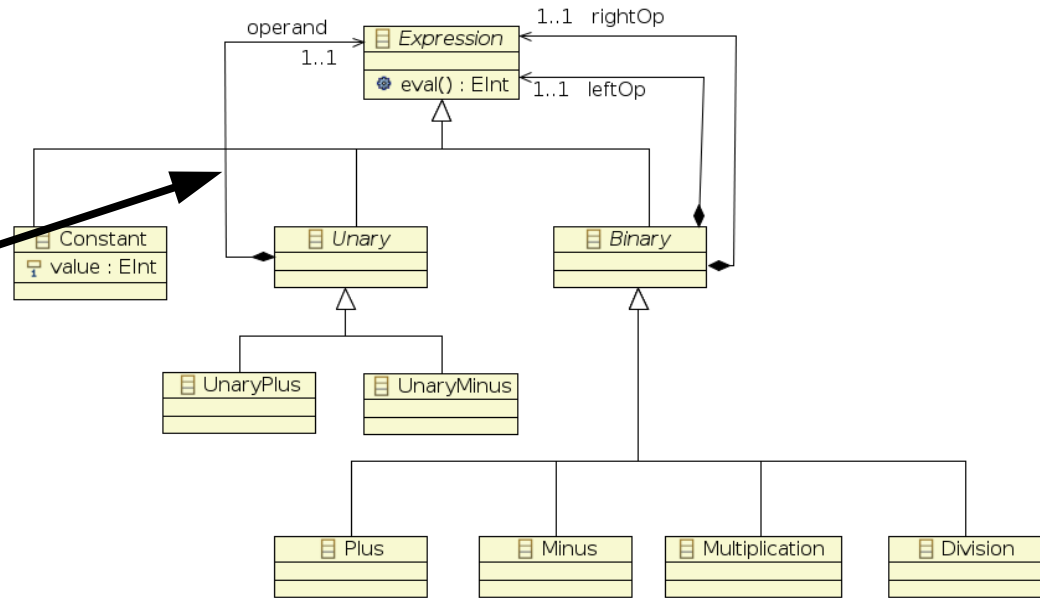 operand
1..1
Expression
eval() : EInt
1..1 rightOp
1..1 leftOp
Constant
value : EInt
Unary
Binary
UnaryPlus
UnaryMinus
Plus
Minus
Multiplication
Division